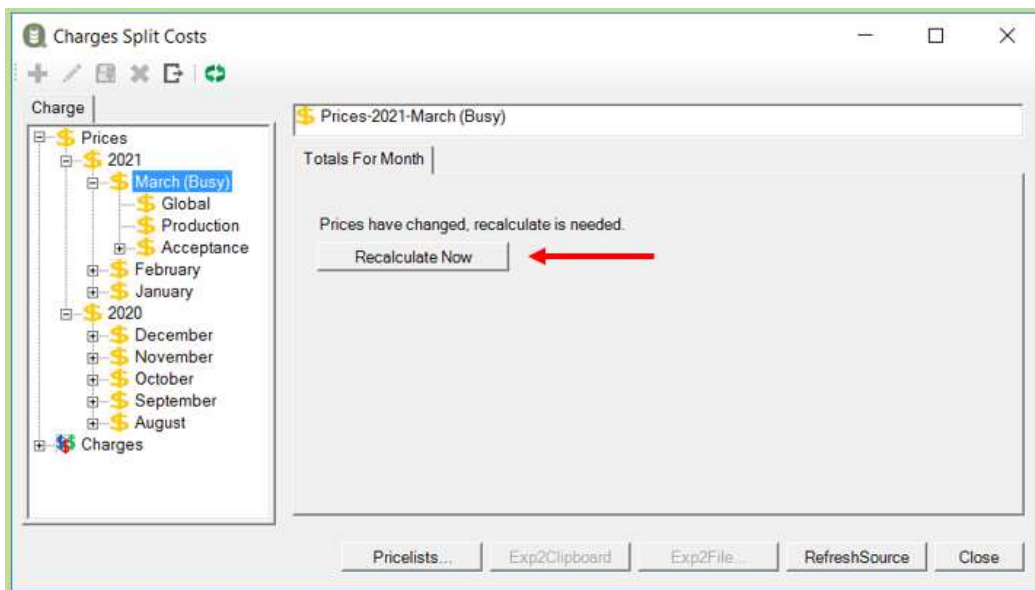 Charges Split Costs
Charge
Prices
2021
March (Busy)
Global
Production
Acceptance
February
January
2020
December
November
October
September
August
Charges
Prices-2021-March (Busy)
Totals For Month
Prices have changed, recalculate is needed.
Recalculate Now
Pricelists...
Exp2Clipboard
Exp2File...
RefreshSource
Close